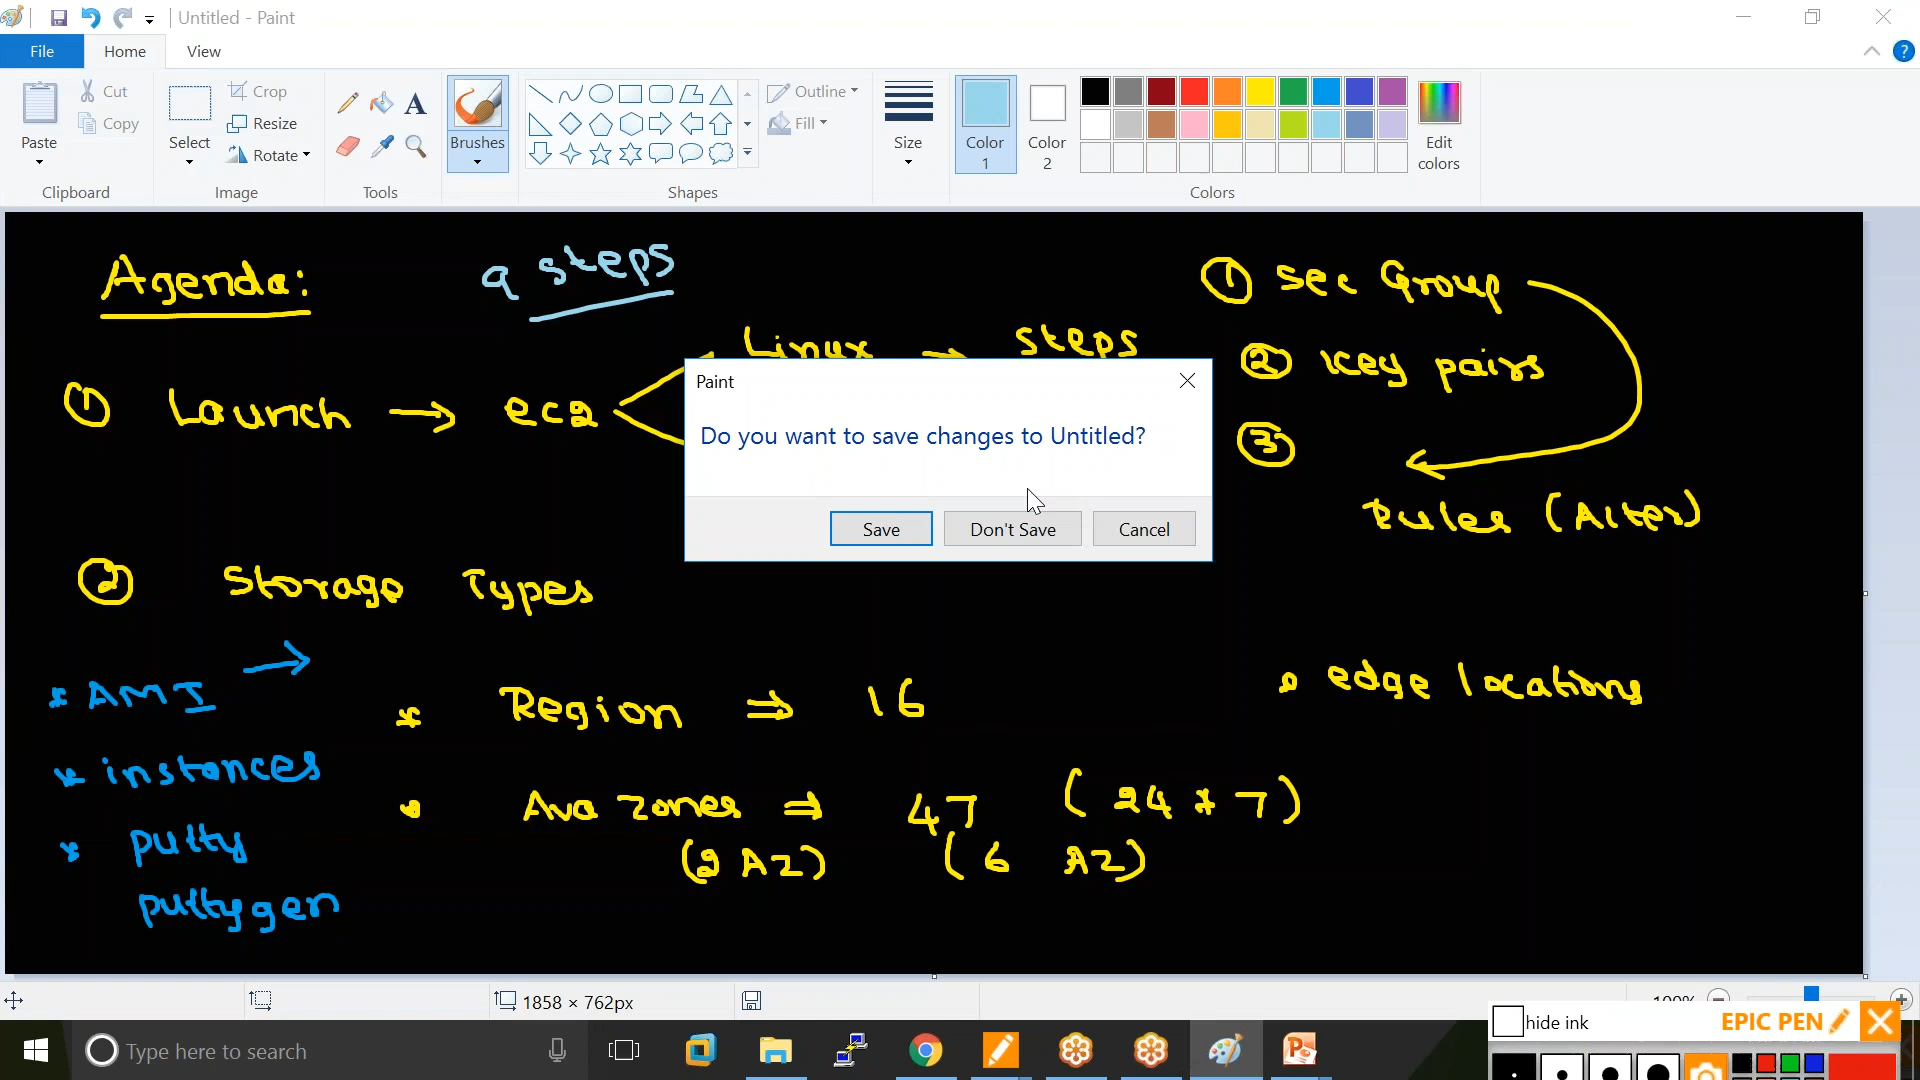 Untitled - Paint
File
Home
View
Paste
Cut
Copy
Clipboard
Select
Crop
Resize
Rotate
Image
A
Tools
Brushes
Outline
Fill
Shapes
Size
Color 1
Color 2
Edit colors
Colors
?
Agenda:
9 steps
① Launch → ec2
Linux → steps
① Sec Group
② Key pairs
③
Rules (Alter)
Paint
Do you want to save changes to Untitled?
Save
Don't Save
Cancel
② Storage Types
* AMI →
* instances
* putty
puttygen
* Region ⇒ 16
• Ava zones ⇒ 47 (24 * 7)
(2 AZ) (6 AZ)
• edge locations
1858 × 762px
100%
hide ink
EPIC PEN
Type here to search